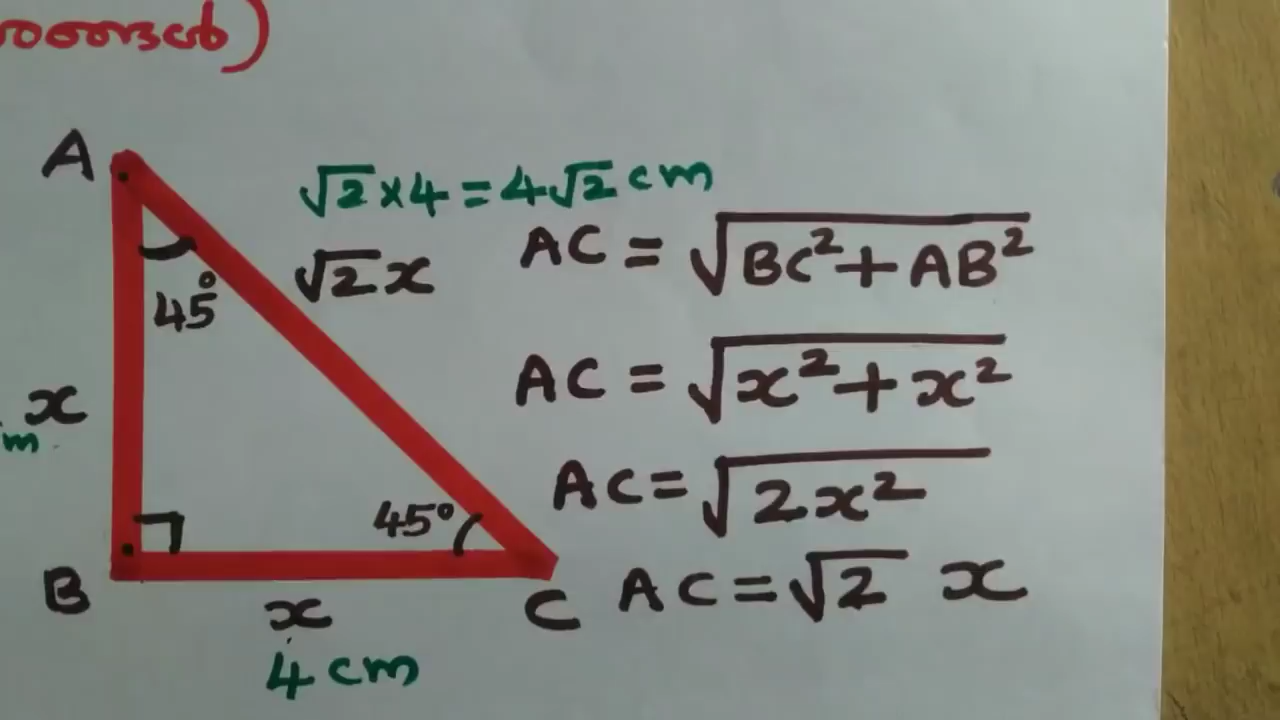 A
√2×4=4√2 cm
AC = √BC²+AB²
√2x
45°
AC = √x²+x²
x
m
AC=√2x²
45°
B
x
C
AC=√2 x
4 cm